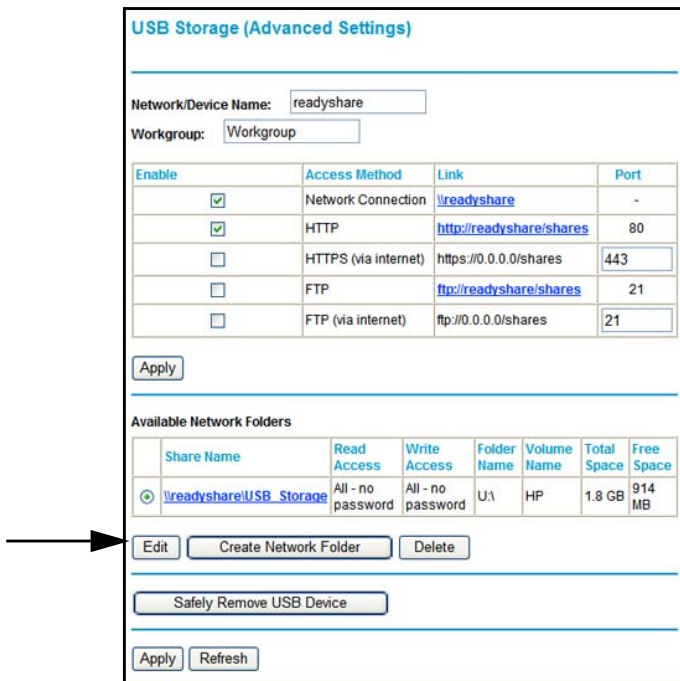 USB Storage (Advanced Settings)
Network/Device Name: readyshare
Workgroup: Workgroup
Enable Access Method Link Port
Network Connection \\readyshare -
HTTP http://readyshare/shares 80
HTTPS (via internet) https://0.0.0.0/shares 443
FTP ftp://readyshare/shares 21
FTP (via internet) ftp://0.0.0.0/shares 21
Apply
Available Network Folders
Share Name Read Access Write Access Folder Name Volume Name Total Space Free Space
\\readyshare\USB_Storage All - no password All - no password U:\ HP 1.8 GB 914 MB
Edit Create Network Folder Delete
Safely Remove USB Device
Apply Refresh